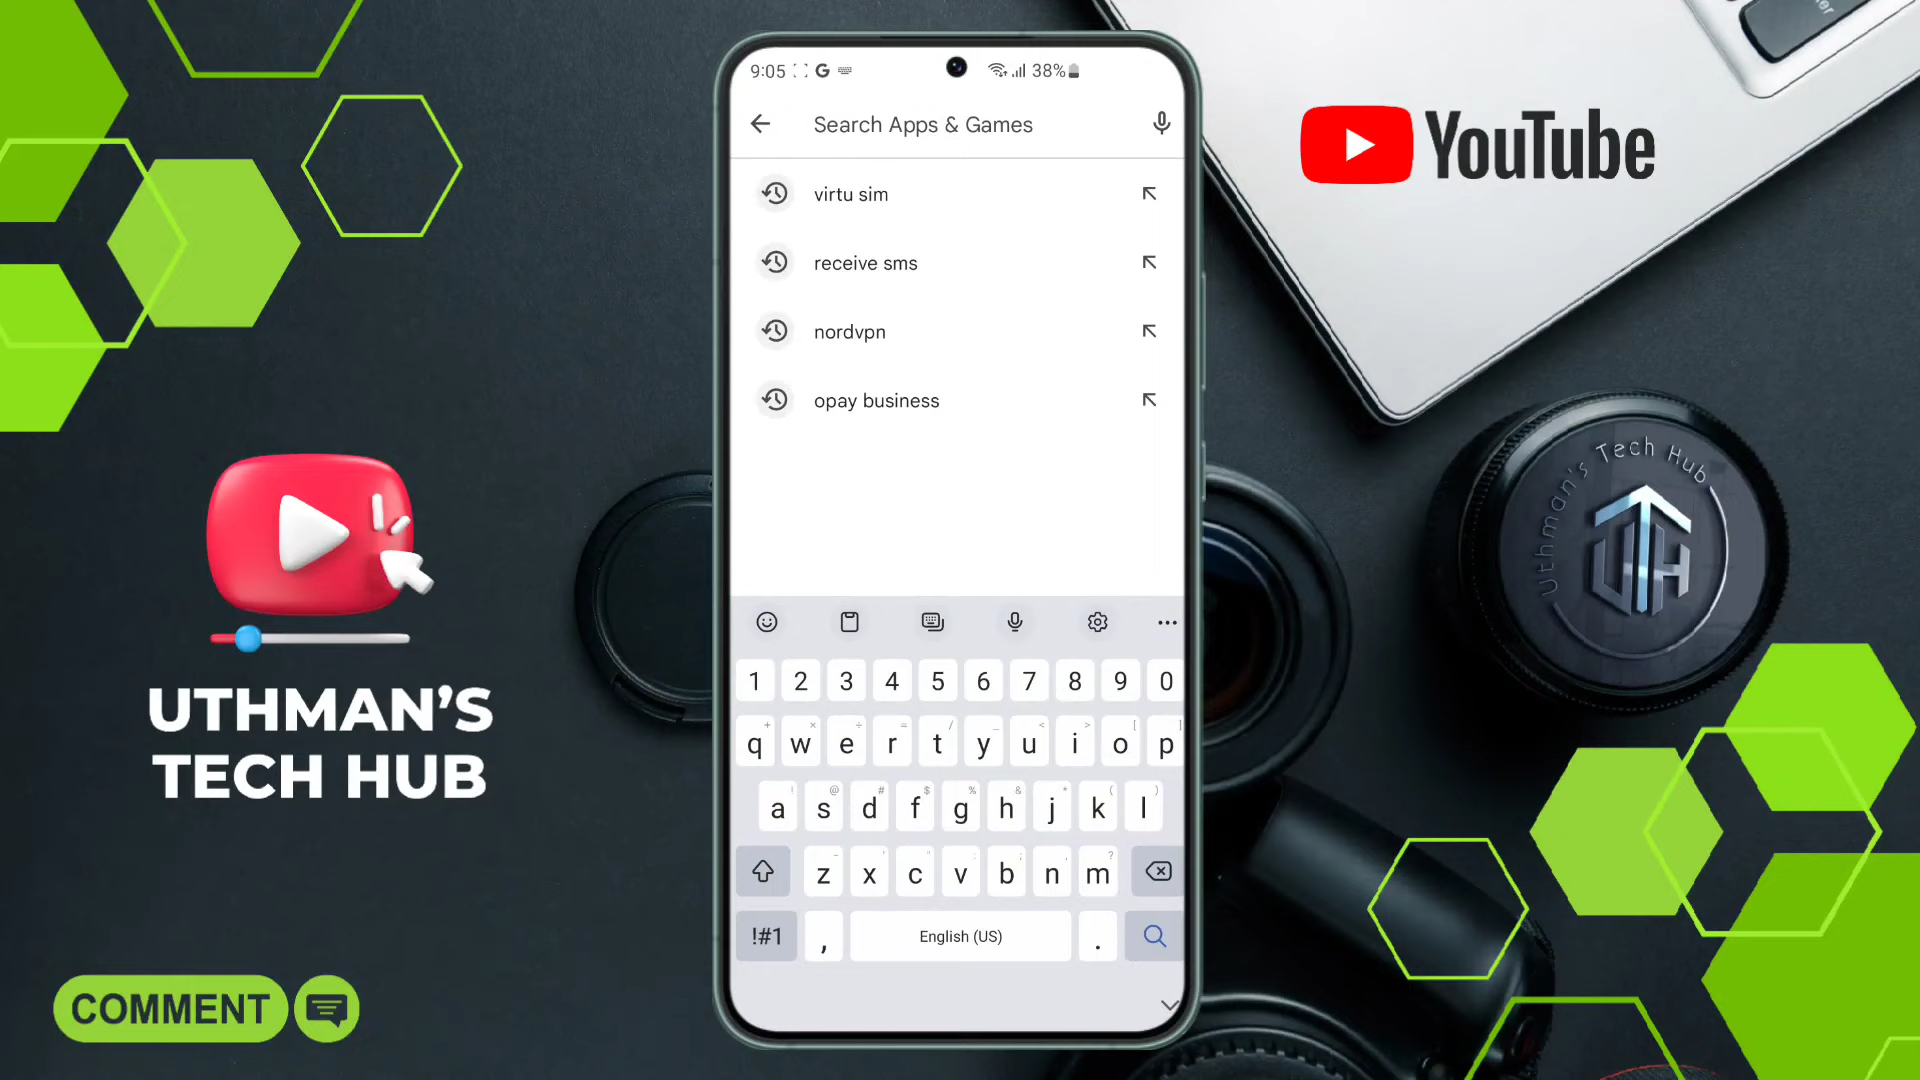 9:05
G
38%
Search Apps & Games
virtu sim
receive sms
nordvpn
opay business
1 2 3 4 5 6 7 8 9 0
q w e r t y u i o p
a s d f g h j k l
z x c v b n m
!#1 , English (US) .
YouTube
Uthman's Tech Hub
UTH
UTHMAN'S
TECH HUB
COMMENT